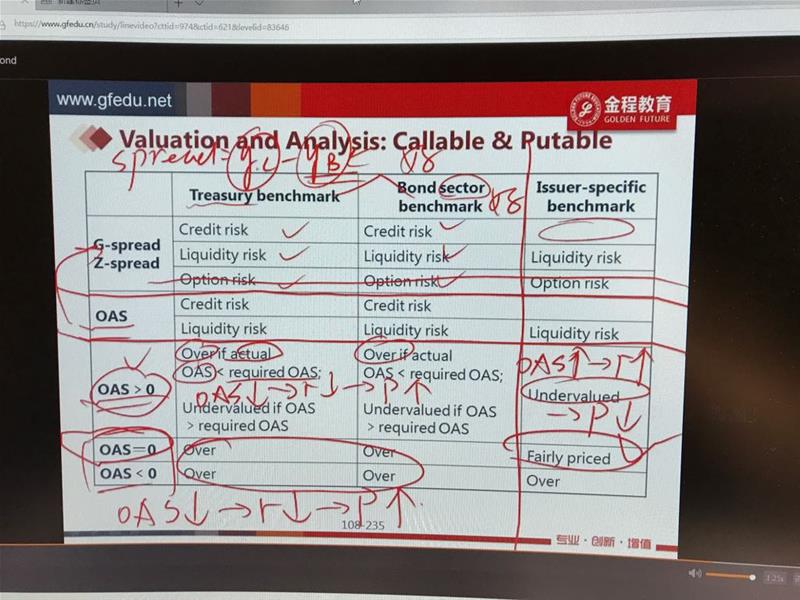 ond
https://www.gfedu.cn/study/linevideo?cttid=974&ctid=621&levelid=83646
www.gfedu.net
金程教育
GOLDEN FUTURE
Valuation and Analysis: Callable & Putable
Treasury benchmark
Bond sector benchmark
Issuer-specific benchmark
G-spread
Z-spread
Credit risk
Credit risk
Liquidity risk
Liquidity risk
Liquidity risk
Option risk
Option risk
Option risk
OAS
Credit risk
Credit risk
Liquidity risk
Liquidity risk
Liquidity risk
OAS > 0
Over if actual
OAS < required OAS;
Undervalued if OAS
> required OAS
Over if actual
OAS < required OAS;
Undervalued if OAS
> required OAS
OAS↑→r↑
Undervalued
→P↓
OAS↓→r↓→P↑
OAS=0
Over
Over
Fairly priced
OAS < 0
Over
Over
Over
OAS↓→r↓→P↑
108-235
专业·创新·增值
1.25x